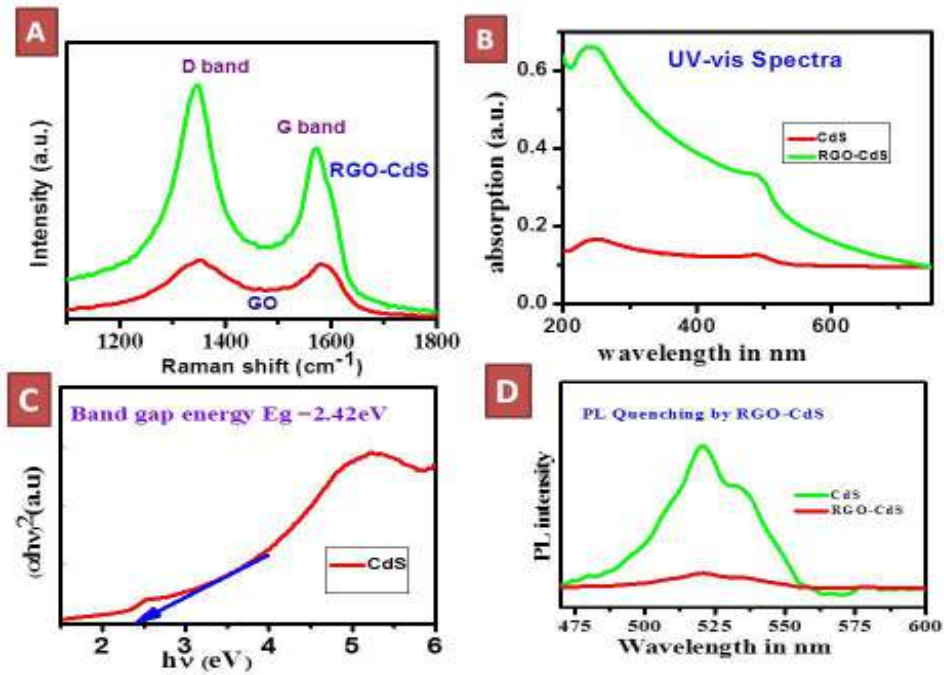 A
D band
G band
RGO-CdS
GO
Intensity (a.u.)
1200 1400 1600 1800
Raman shift (cm-1)
B
UV-vis Spectra
CdS
RGO-CdS
absorption (a.u.)
0.6
0.4
0.2
0.0
200 400 600
wavelength in nm
C
Band gap energy Eg −2.42eV
(αhν)2(a.u)
CdS
2 3 4 5 6
hν (eV)
D
PL Quenching by RGO-CdS
CdS
RGO-CdS
PL intensity
475 500 525 550 575 600
Wavelength in nm